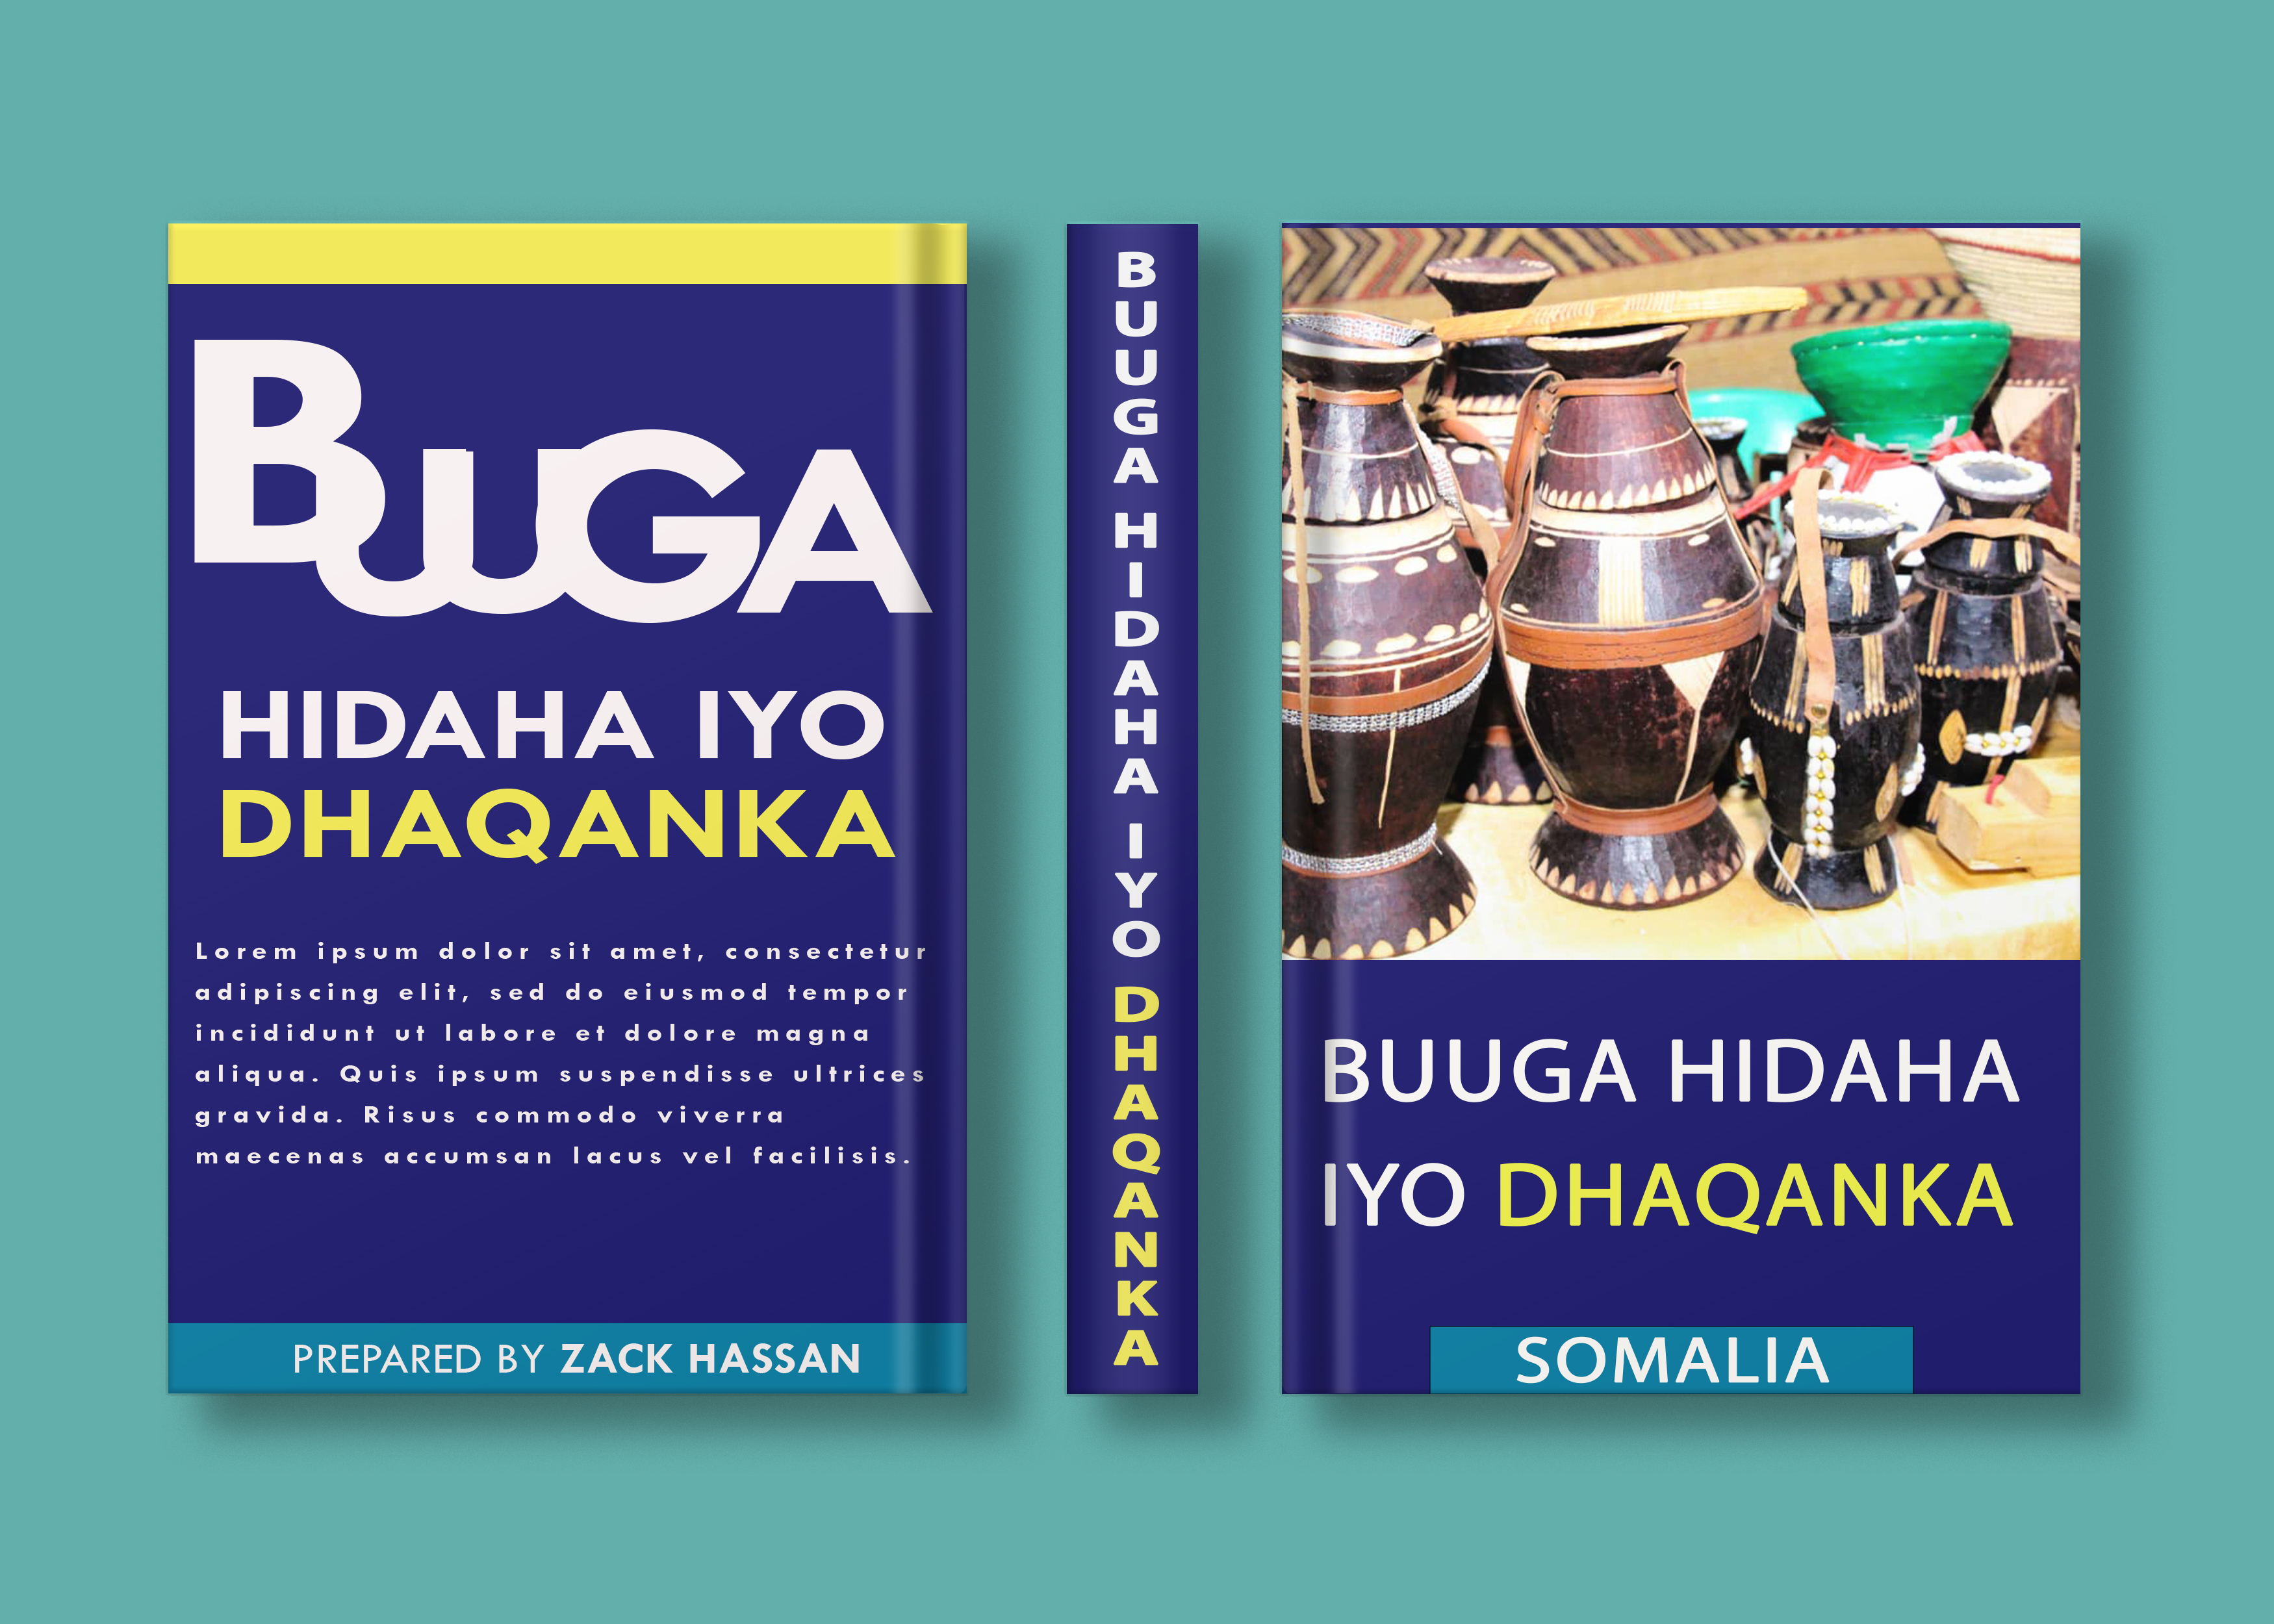 BUUGA
HIDAHA IYO
DHAQANKA
Lorem ipsum dolor sit amet, consectetur
adipiscing elit, sed do eiusmod tempor
incididunt ut labore et dolore magna
aliqua. Quis ipsum suspendisse ultrices
gravida. Risus commodo viverra
maecenas accumsan lacus vel facilisis.
PREPARED BY ZACK HASSAN
BUUGA HIDAHA IYO DHAQANKA
BUUGA HIDAHA
IYO DHAQANKA
SOMALIA